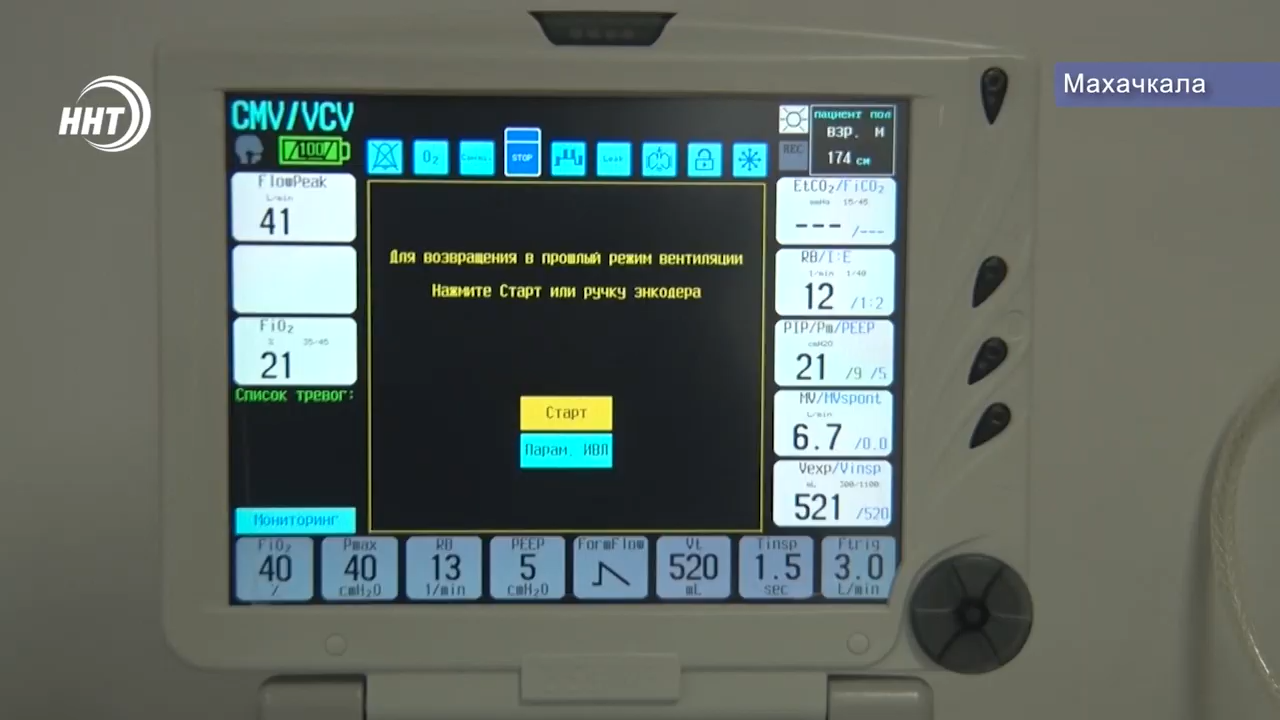 ННТ
Махачкала
CMV/VCV
100
пациент пол
взр. м
174 см
REC
O₂
STOP
Leak
FlowPeak
L/min
41
FiO₂
% 35/45
21
Список тревог:
Мониторинг
Для возвращения в прошлый режим вентиляции
Нажмите Старт или ручку энкодера
Старт
Парам. ИВЛ
EtCO₂/FiCO₂
mmHg 15/45
--- /---
RB/I:E
1/min 1/40
12 /1:2
PIP/Pm/PEEP
cmH2O
21 /9 /5
MV/MVspont
L/min
6.7 /0.0
Vexp/Vinsp
mL 300/1100
521 /520
FiO₂ Pmax RB PEEP FormFlow Vt Tinsp Ftrig
40 40 13 5 520 1.5 3.0
% cmH₂O 1/min cmH₂O mL sec L/min